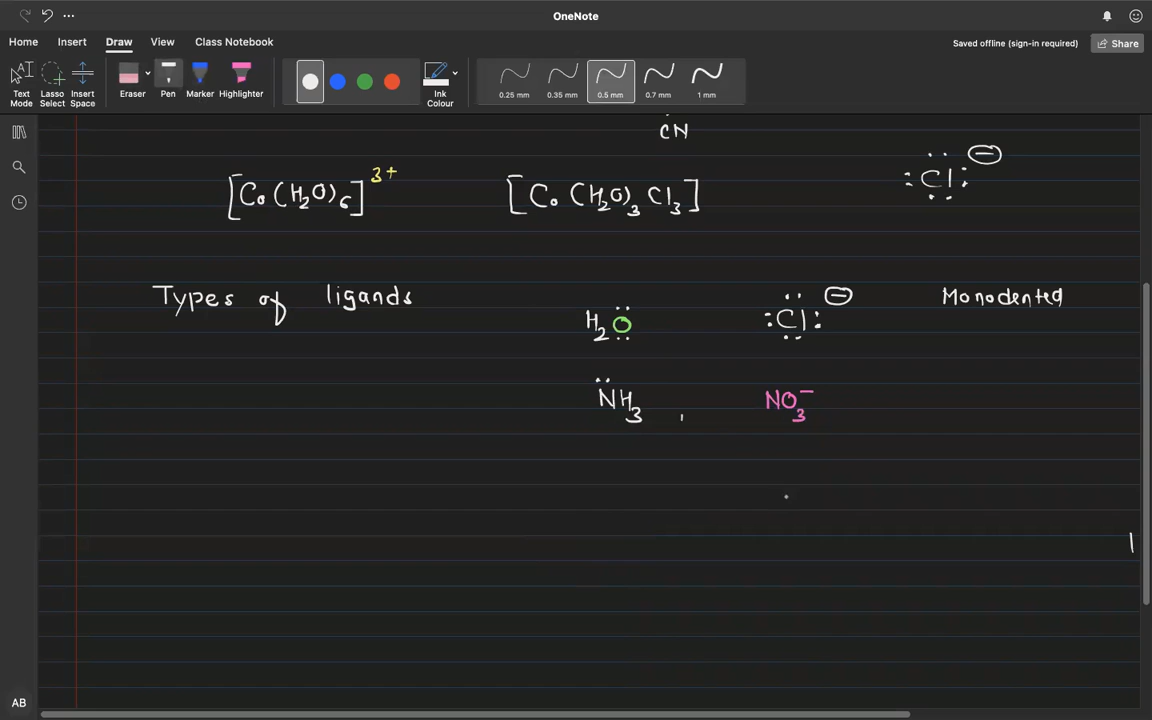 OneNote
Home Insert Draw View Class Notebook
Saved offline (sign-in required) Share
Text Mode
Lasso Select
Insert Space
Eraser
Pen
Marker
Highlighter
Ink Colour
0.25 mm 0.35 mm 0.5 mm 0.7 mm 1 mm
CN
[Co(H₂O)₆]³⁺ [Co(H₂O)₃Cl₃] :Cl: ⊖
Types of ligands H₂O :Cl: ⊖ Monodented
NH₃ , NO₃⁻
AB